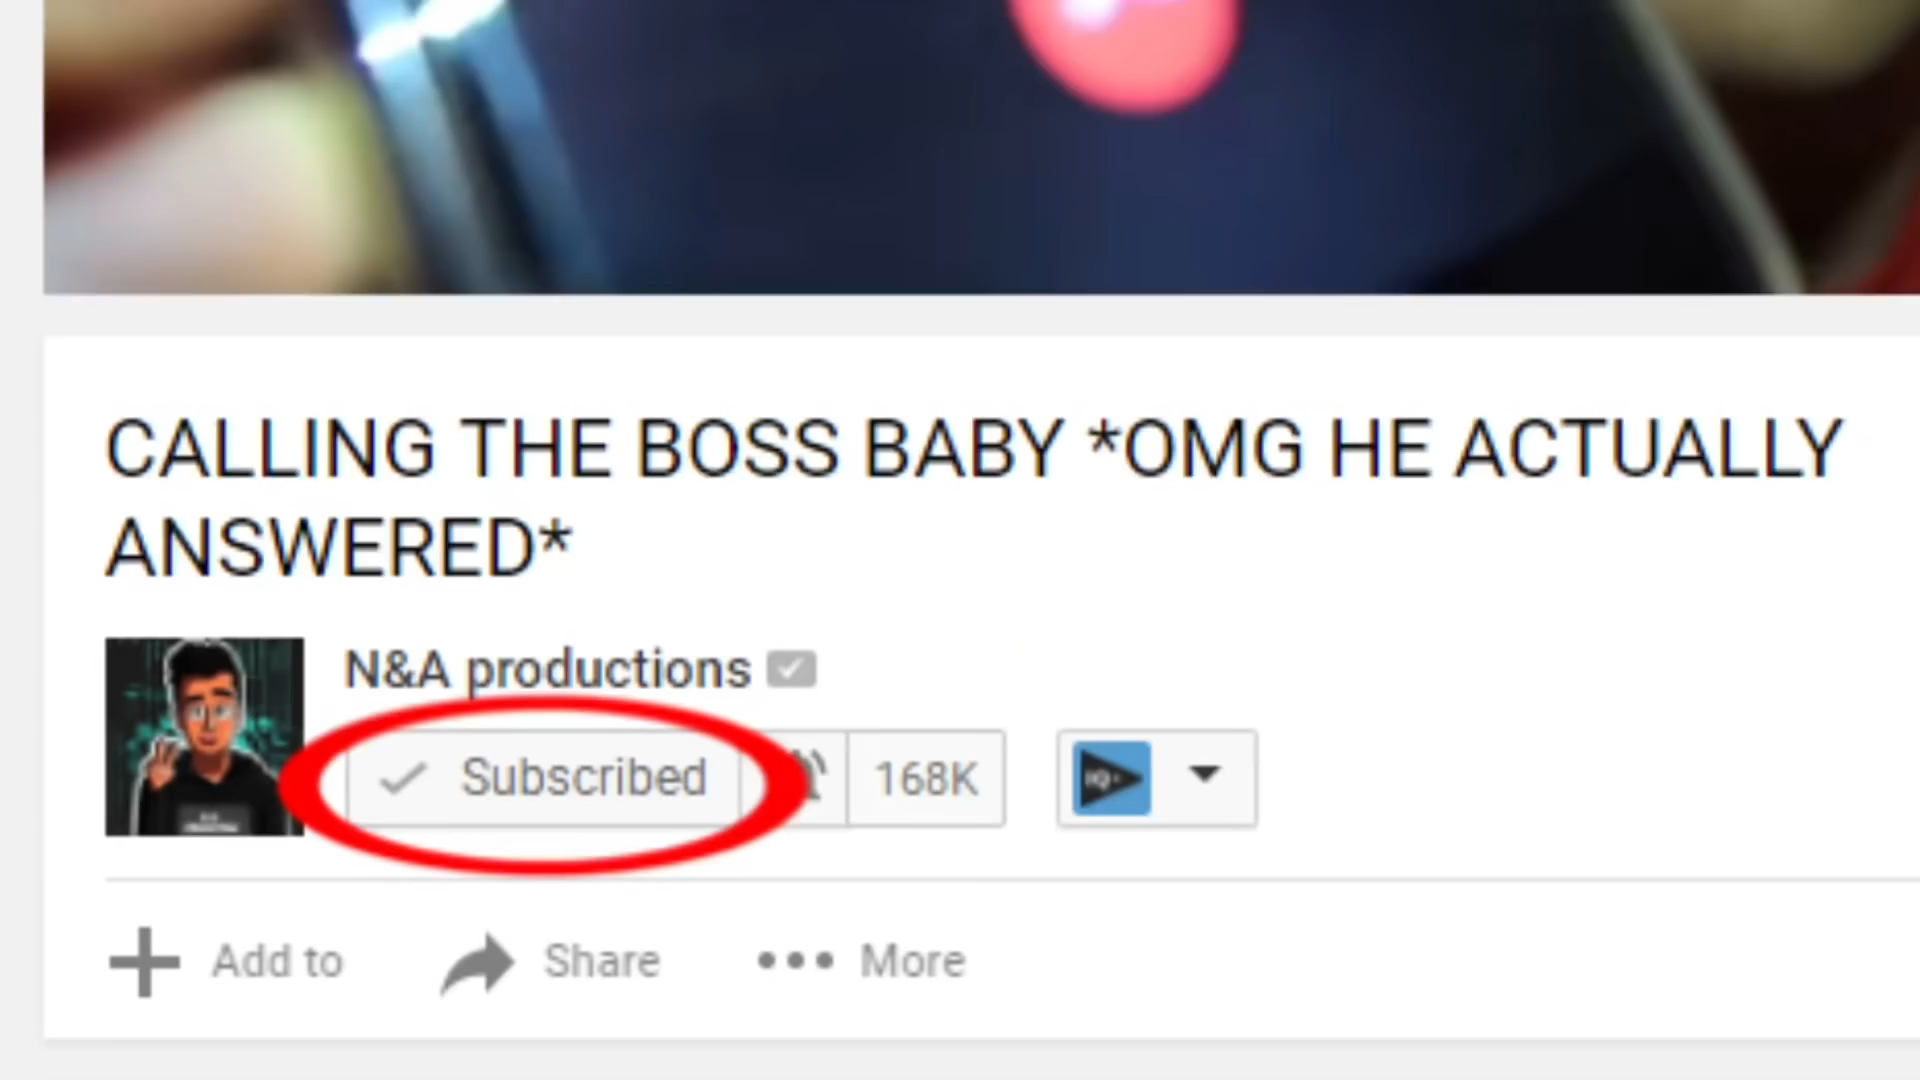 CALLING THE BOSS BABY *OMG HE ACTUALLY
ANSWERED*
N&A productions
Subscribed
168K
Add to
Share
More